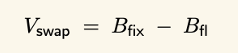 V_swap = B_fix − B_fl